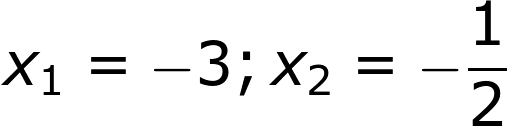 x₁ = −3; x₂ = −1/2